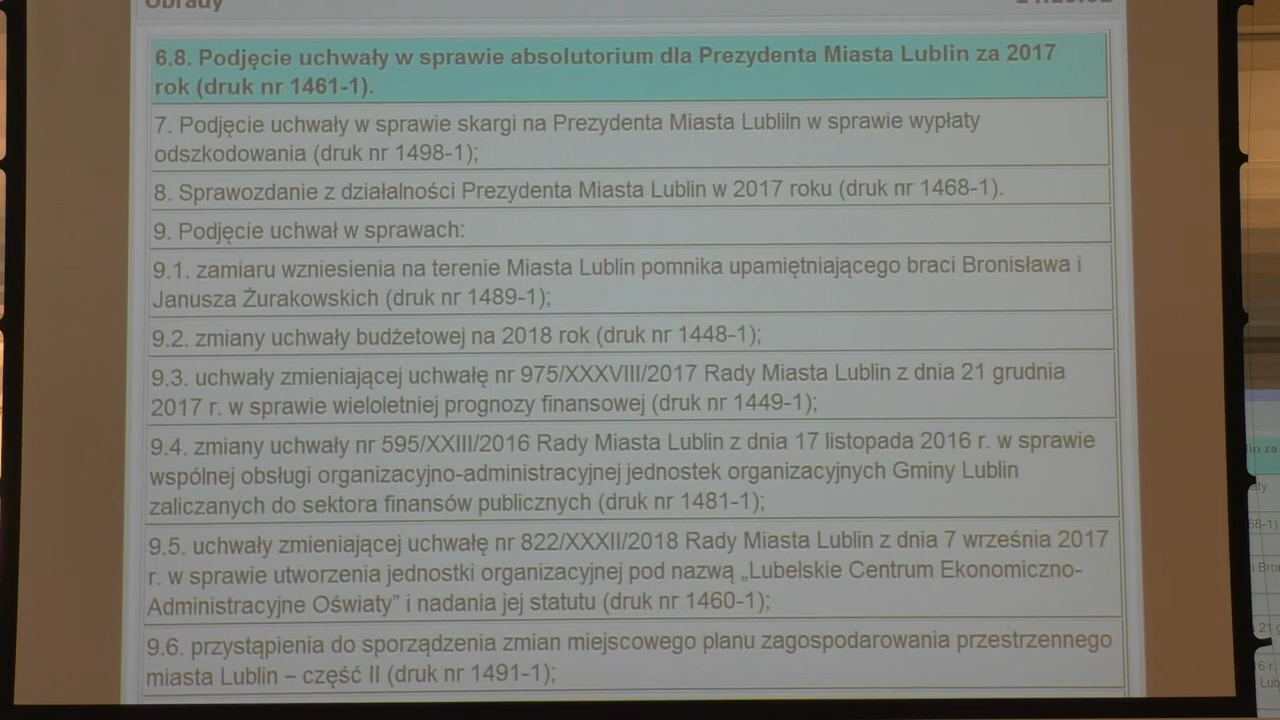 Obrady
6.8. Podjęcie uchwały w sprawie absolutorium dla Prezydenta Miasta Lublin za 2017
rok (druk nr 1461-1).
7. Podjęcie uchwały w sprawie skargi na Prezydenta Miasta Lubliln w sprawie wypłaty
odszkodowania (druk nr 1498-1);
8. Sprawozdanie z działalności Prezydenta Miasta Lublin w 2017 roku (druk nr 1468-1).
9. Podjęcie uchwał w sprawach:
9.1. zamiaru wzniesienia na terenie Miasta Lublin pomnika upamiętniającego braci Bronisława i
Janusza Żurakowskich (druk nr 1489-1);
9.2. zmiany uchwały budżetowej na 2018 rok (druk nr 1448-1);
9.3. uchwały zmieniającej uchwałę nr 975/XXXVIII/2017 Rady Miasta Lublin z dnia 21 grudnia
2017 r. w sprawie wieloletniej prognozy finansowej (druk nr 1449-1);
9.4. zmiany uchwały nr 595/XXIII/2016 Rady Miasta Lublin z dnia 17 listopada 2016 r. w sprawie
wspólnej obsługi organizacyjno-administracyjnej jednostek organizacyjnych Gminy Lublin
zaliczanych do sektora finansów publicznych (druk nr 1481-1);
9.5. uchwały zmieniającej uchwałę nr 822/XXXII/2018 Rady Miasta Lublin z dnia 7 września 2017
r. w sprawie utworzenia jednostki organizacyjnej pod nazwą „Lubelskie Centrum Ekonomiczno-
Administracyjne Oświaty” i nadania jej statutu (druk nr 1460-1);
9.6. przystąpienia do sporządzenia zmian miejscowego planu zagospodarowania przestrzennego
miasta Lublin – część II (druk nr 1491-1);